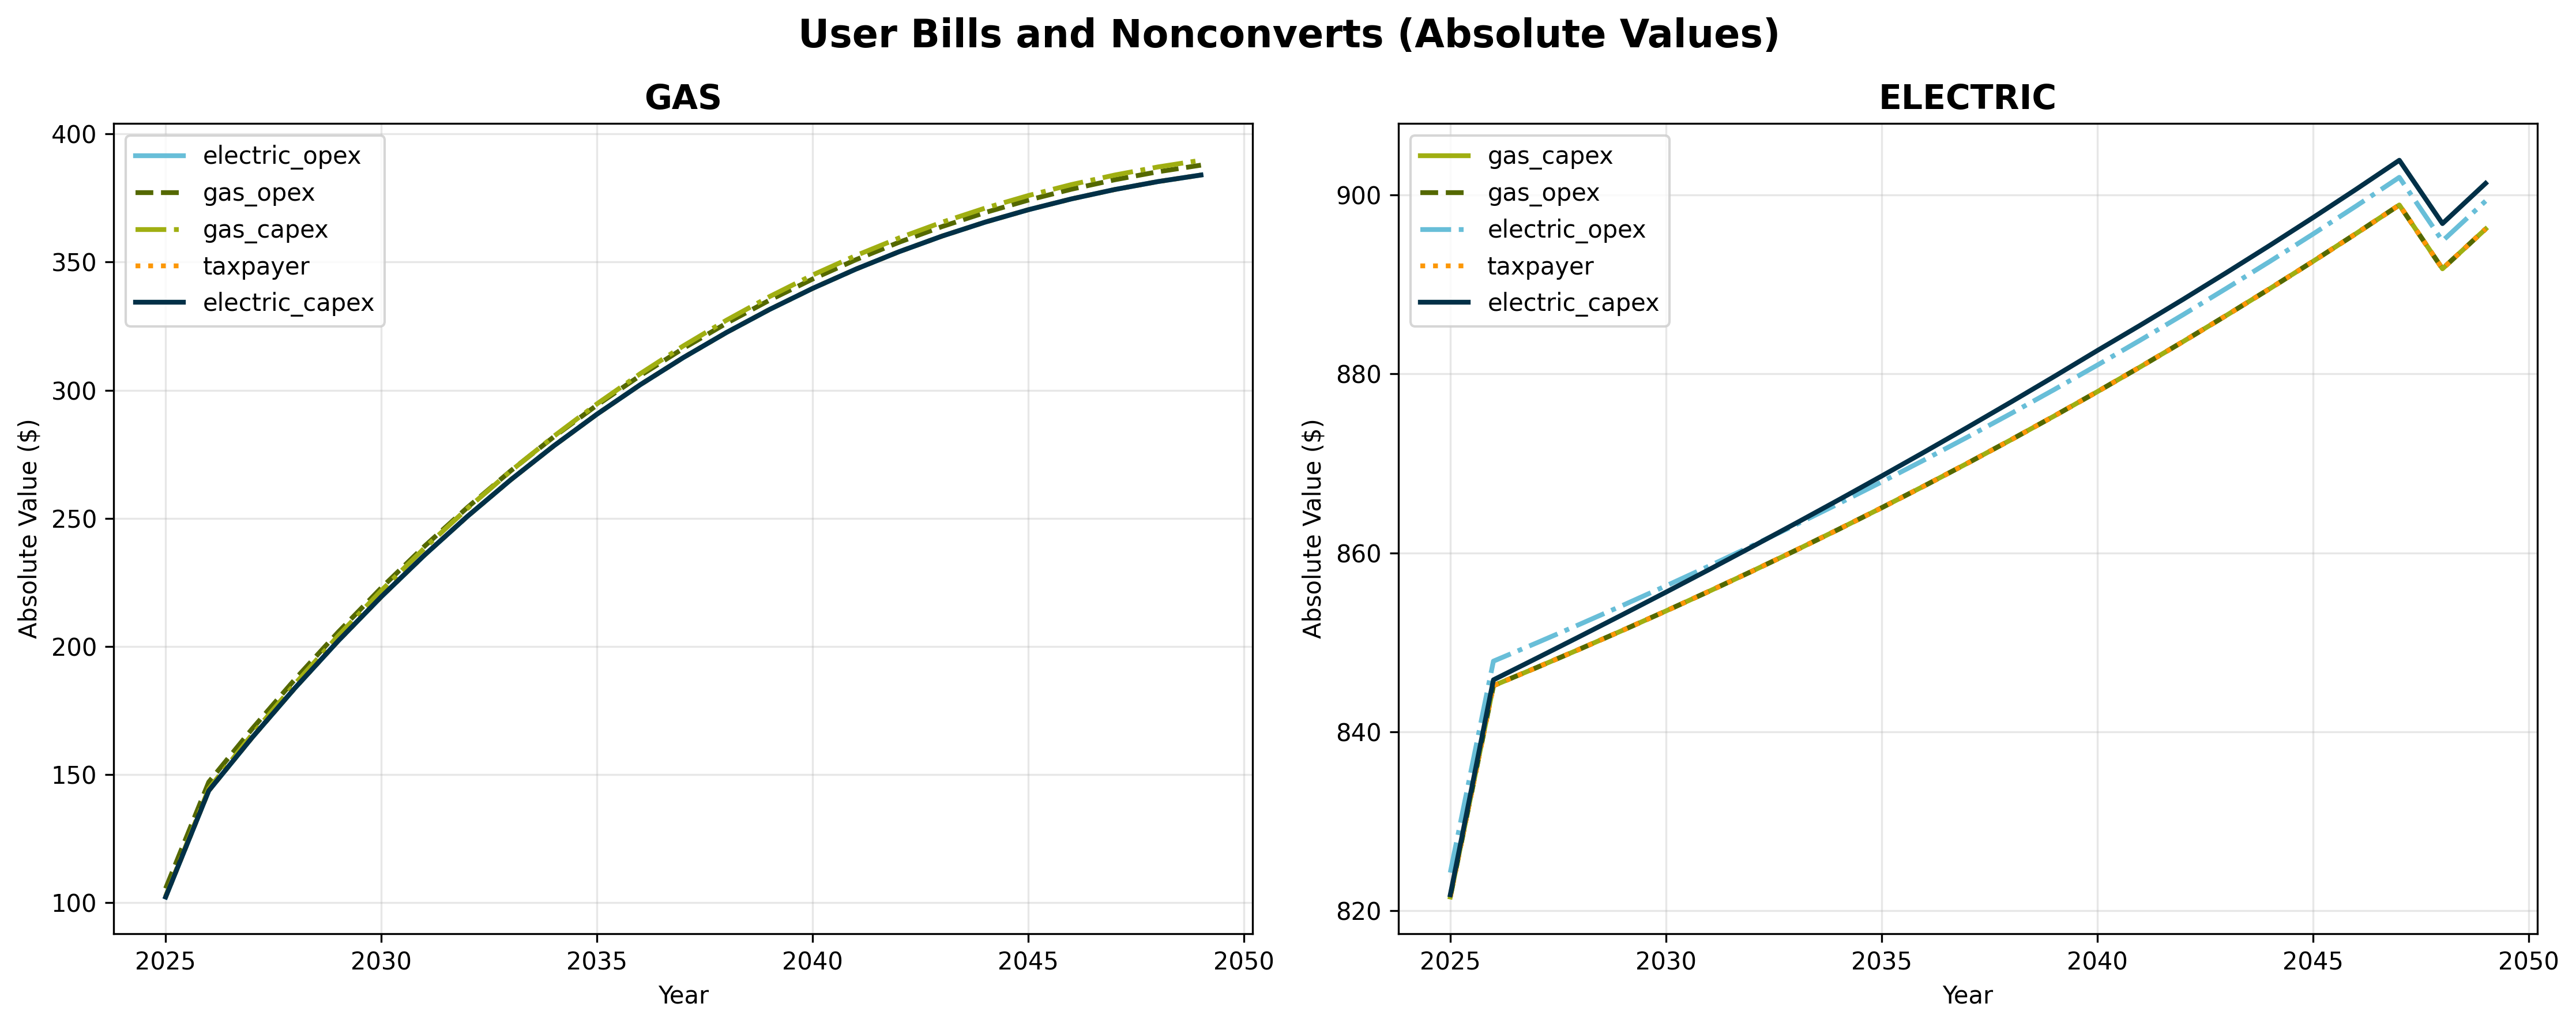 User Bills and Nonconverts (Absolute Values)
GAS
400
350
300
250
200
150
100
Absolute Value ($)
electric_opex
gas_opex
gas_capex
taxpayer
electric_capex
2025 2030 2035 2040 2045 2050
Year
ELECTRIC
900
880
860
840
820
Absolute Value ($)
gas_capex
gas_opex
electric_opex
taxpayer
electric_capex
2025 2030 2035 2040 2045 2050
Year